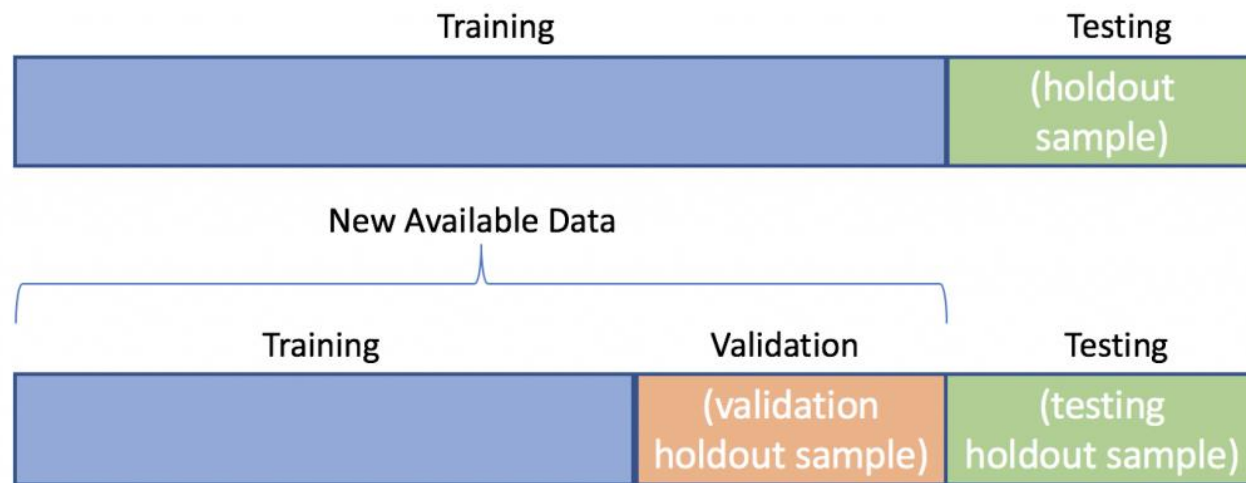 Training
Testing
(holdout
sample)
New Available Data
Training
Validation
Testing
(validation
holdout sample)
(testing
holdout sample)